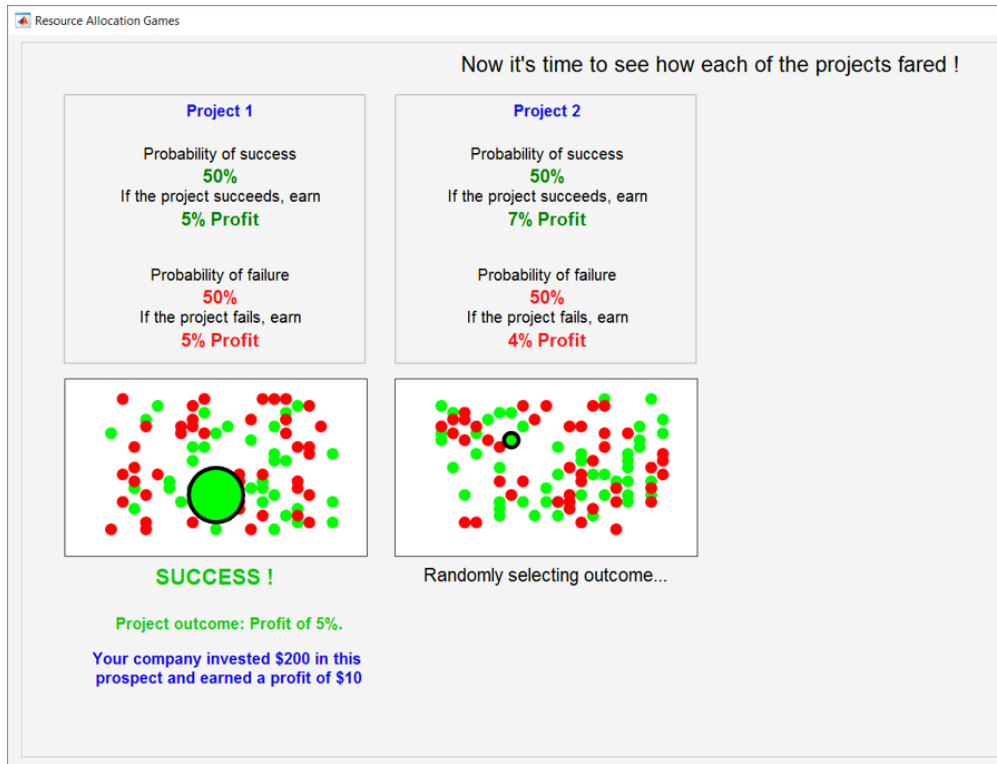 Resource Allocation Games
Now it's time to see how each of the projects fared !
Project 1
Probability of success
50%
If the project succeeds, earn
5% Profit
Probability of failure
50%
If the project fails, earn
5% Profit
Project 2
Probability of success
50%
If the project succeeds, earn
7% Profit
Probability of failure
50%
If the project fails, earn
4% Profit
SUCCESS !
Project outcome: Profit of 5%.
Your company invested $200 in this
prospect and earned a profit of $10
Randomly selecting outcome...